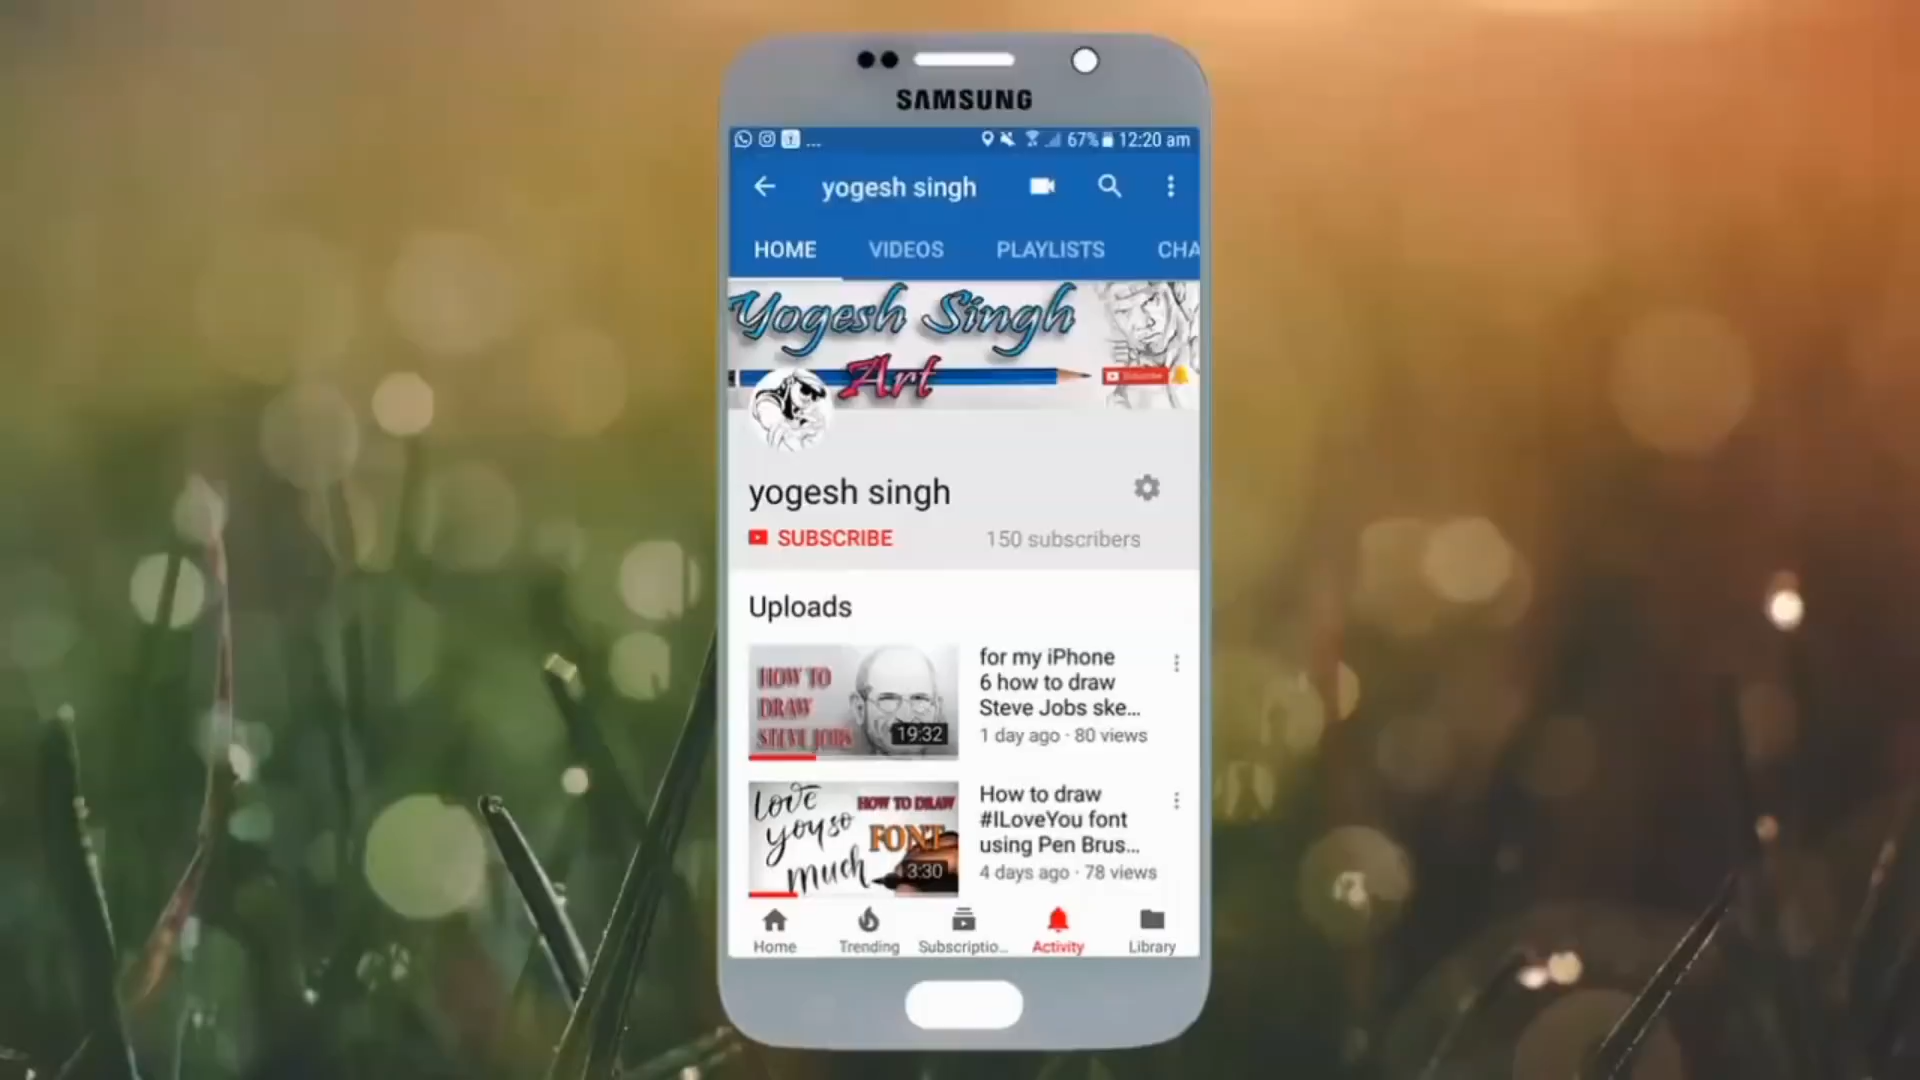 SAMSUNG
... 67% 12:20 am
yogesh singh
HOME VIDEOS PLAYLISTS CHA
Yogesh Singh
Art
Subscribe
yogesh singh
SUBSCRIBE 150 subscribers
Uploads
HOW TO
DRAW
STEVE JOBS
19:32
for my iPhone
6 how to draw
Steve Jobs ske...
1 day ago · 80 views
love
you so
much
HOW TO DRAW
FONT
3:30
How to draw
#ILoveYou font
using Pen Brus...
4 days ago · 78 views
Home Trending Subscriptio... Activity Library